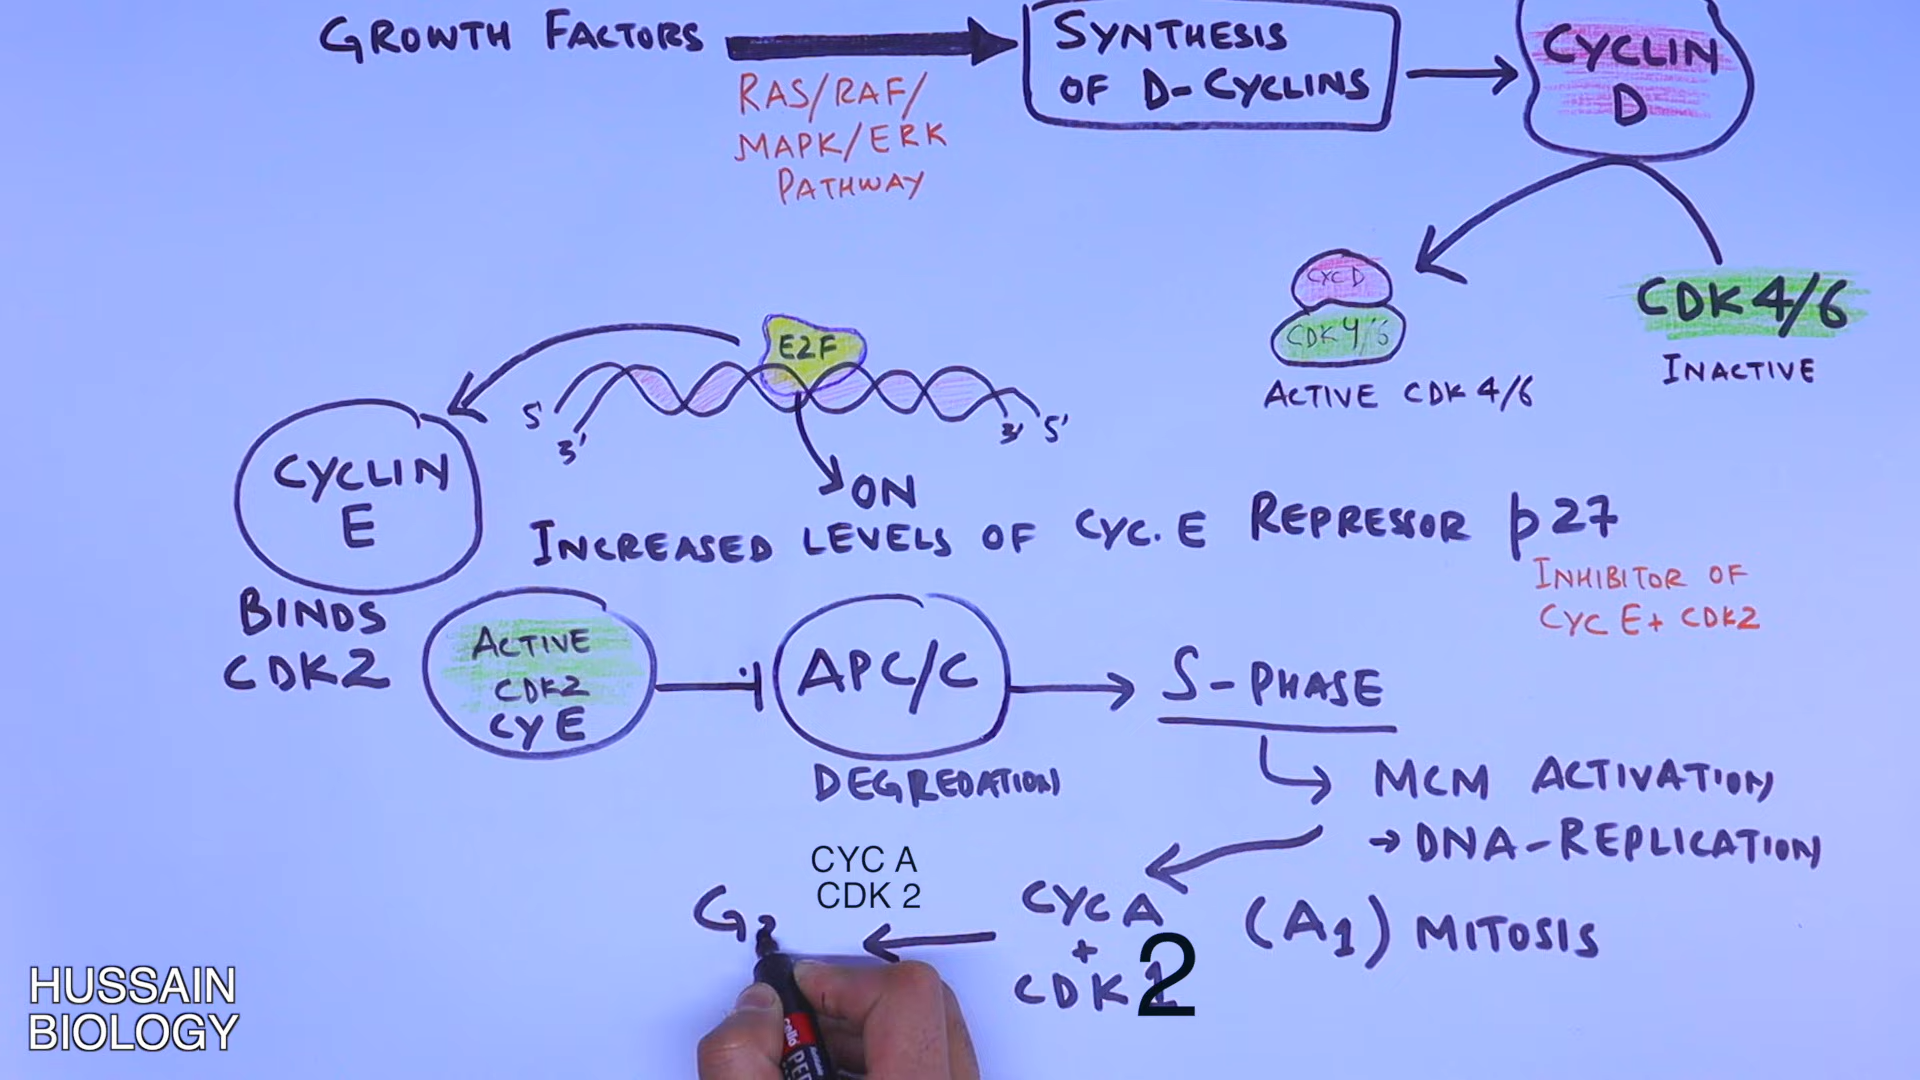 GROWTH FACTORS
RAS/RAF/
MAPK/ERK
PATHWAY
SYNTHESIS
OF D-CYCLINS
CYCLIN
D
CYC D
CDK 4/6
ACTIVE CDK 4/6
CDK 4/6
INACTIVE
E2F
5'
3'
3'
5'
ON
CYCLIN
E
BINDS
CDK2
INCREASED LEVELS OF CYC. E REPRESSOR p27
INHIBITOR OF
CYC E + CDK2
ACTIVE
CDK2
CY E
APC/C
DEGREDATION
S-PHASE
MCM ACTIVATION
→ DNA-REPLICATION
CYC A
+
CDK 2
(A1) MITOSIS
CYC A
CDK 2
G2
HUSSAIN
BIOLOGY